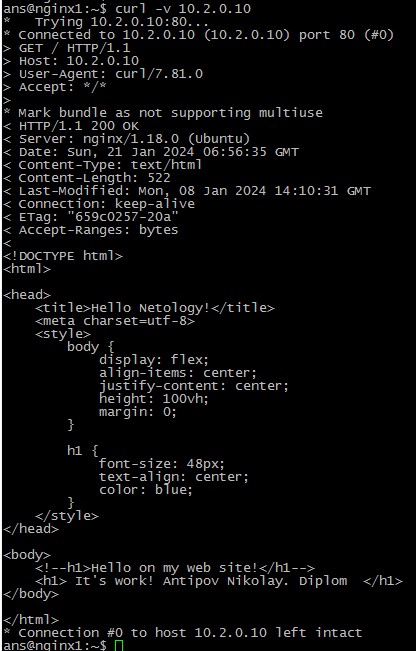 ans@nginx1:~$ curl -v 10.2.0.10
*   Trying 10.2.0.10:80...
* Connected to 10.2.0.10 (10.2.0.10) port 80 (#0)
> GET / HTTP/1.1
> Host: 10.2.0.10
> User-Agent: curl/7.81.0
> Accept: */*
>
* Mark bundle as not supporting multiuse
< HTTP/1.1 200 OK
< Server: nginx/1.18.0 (Ubuntu)
< Date: Sun, 21 Jan 2024 06:56:35 GMT
< Content-Type: text/html
< Content-Length: 522
< Last-Modified: Mon, 08 Jan 2024 14:10:31 GMT
< Connection: keep-alive
< ETag: "659c0257-20a"
< Accept-Ranges: bytes
<
<!DOCTYPE html>
<html>

<head>
    <title>Hello Netology!</title>
    <meta charset=utf-8>
    <style>
        body {
            display: flex;
            align-items: center;
            justify-content: center;
            height: 100vh;
            margin: 0;
        }

        h1 {
            font-size: 48px;
            text-align: center;
            color: blue;
        }
    </style>
</head>

<body>
    <!--h1>Hello on my web site!</h1-->
    <h1> It's work! Antipov Nikolay. Diplom  </h1>
</body>

</html>
* Connection #0 to host 10.2.0.10 left intact
ans@nginx1:~$